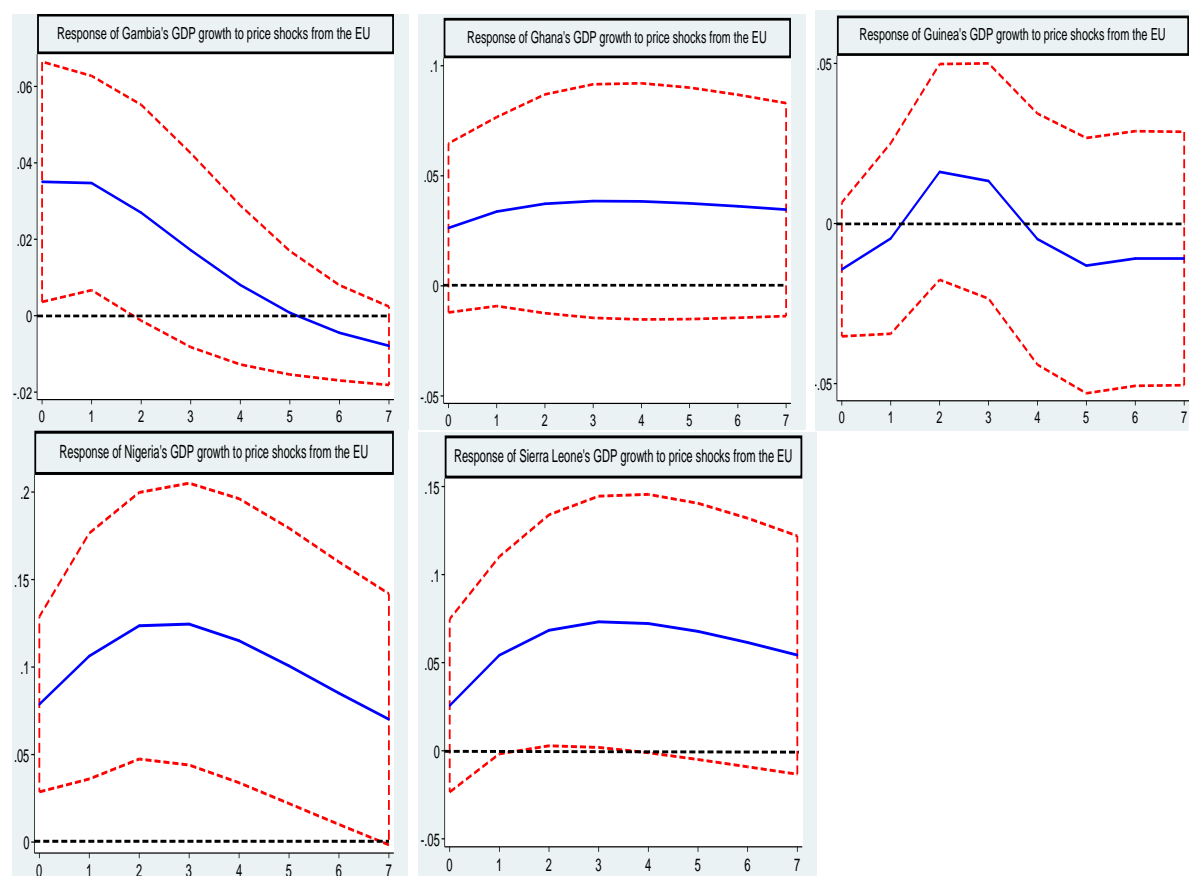 Response of Gambia's GDP growth to price shocks from the EU
.06
.04
.02
0
-.02
0 1 2 3 4 5 6 7
Response of Ghana's GDP growth to price shocks from the EU
.1
.05
0
-.05
0 1 2 3 4 5 6 7
Response of Guinea's GDP growth to price shocks from the EU
.05
0
-.05
0 1 2 3 4 5 6 7
Response of Nigeria's GDP growth to price shocks from the EU
.2
.15
.1
.05
0
0 1 2 3 4 5 6 7
Response of Sierra Leone's GDP growth to price shocks from the EU
.15
.1
.05
0
-.05
0 1 2 3 4 5 6 7